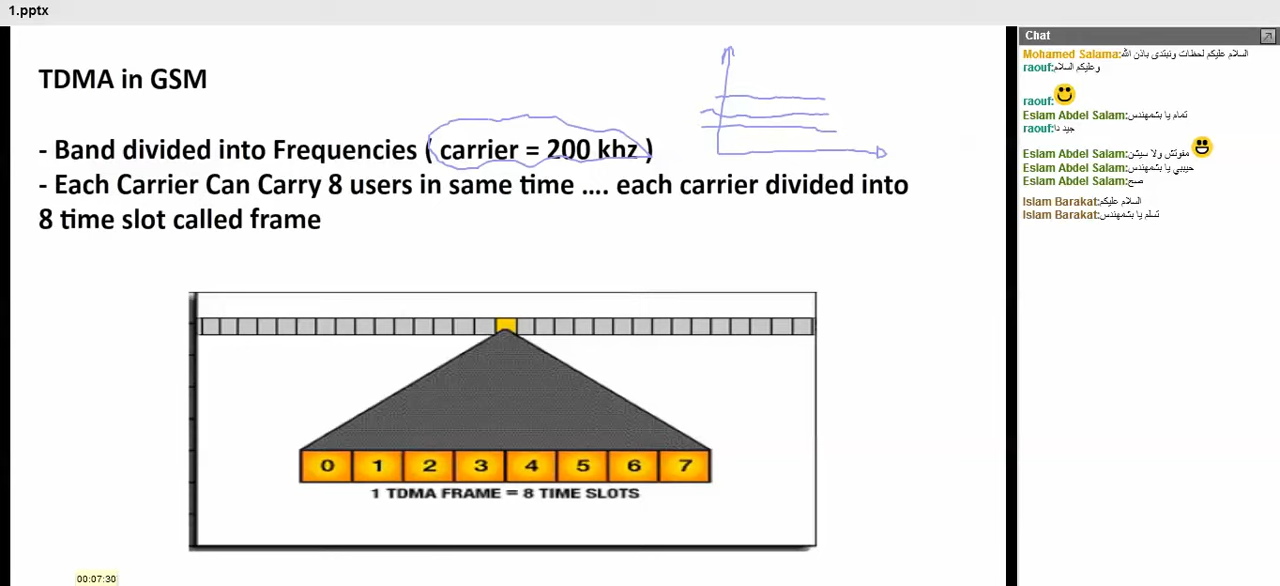 1.pptx
TDMA in GSM
- Band divided into Frequencies ( carrier = 200 khz )
- Each Carrier Can Carry 8 users in same time .... each carrier divided into
8 time slot called frame
0 1 2 3 4 5 6 7
1 TDMA FRAME = 8 TIME SLOTS
00:07:30
Chat
Mohamed Salama: السلام عليكم لحظات ونبتدى باذن الله
raouf: وعليكم السلام
raouf:
Eslam Abdel Salam: تمام يا بشمهندس
raouf: جيد دا
Eslam Abdel Salam: مفوتش ولا سيشن
Eslam Abdel Salam: حبيبي يا بشمهندس
Eslam Abdel Salam: صح
Islam Barakat: السلام عليكم
Islam Barakat: تسلم يا بشمهندس